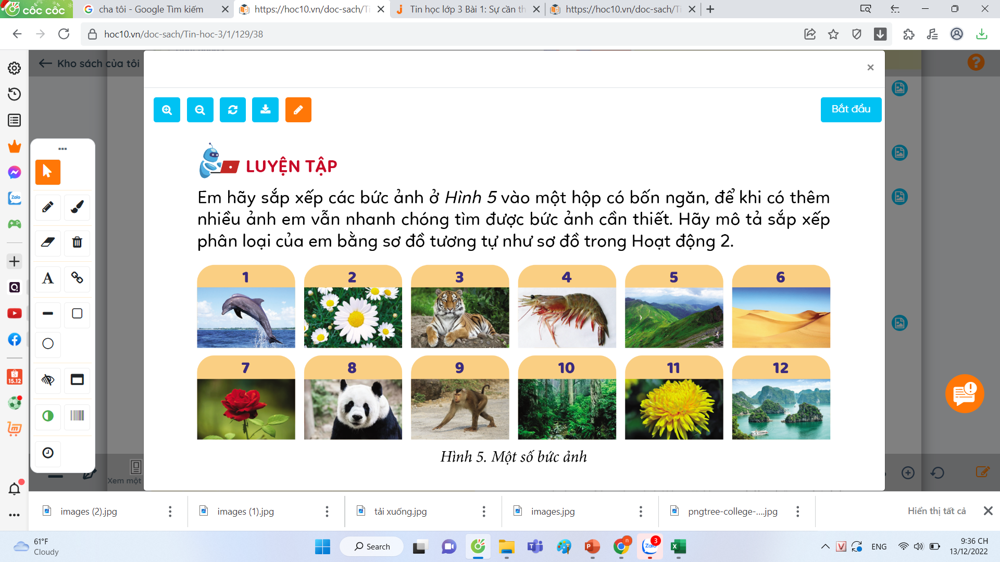 cốc cốc
cha tôi - Google Tìm kiếm
https://hoc10.vn/doc-sach/Ti
Tin học lớp 3 Bài 1: Sự cần th
https://hoc10.vn/doc-sach/Ti
hoc10.vn/doc-sach/Tin-hoc-3/1/129/38
Kho sách của tôi
Bắt đầu
LUYỆN TẬP
Em hãy sắp xếp các bức ảnh ở Hình 5 vào một hộp có bốn ngăn, để khi có thêm
nhiều ảnh em vẫn nhanh chóng tìm được bức ảnh cần thiết. Hãy mô tả sắp xếp
phân loại của em bằng sơ đồ tương tự như sơ đồ trong Hoạt động 2.
1 2 3 4 5 6
7 8 9 10 11 12
Hình 5. Một số bức ảnh
Zalo
A
15.12
Xem một
images (2).jpg
images (1).jpg
tải xuống.jpg
images.jpg
pngtree-college-....jpg
Hiển thị tất cả
61°F
Cloudy
Search
Zalo
3
n
ENG
9:36 CH
13/12/2022